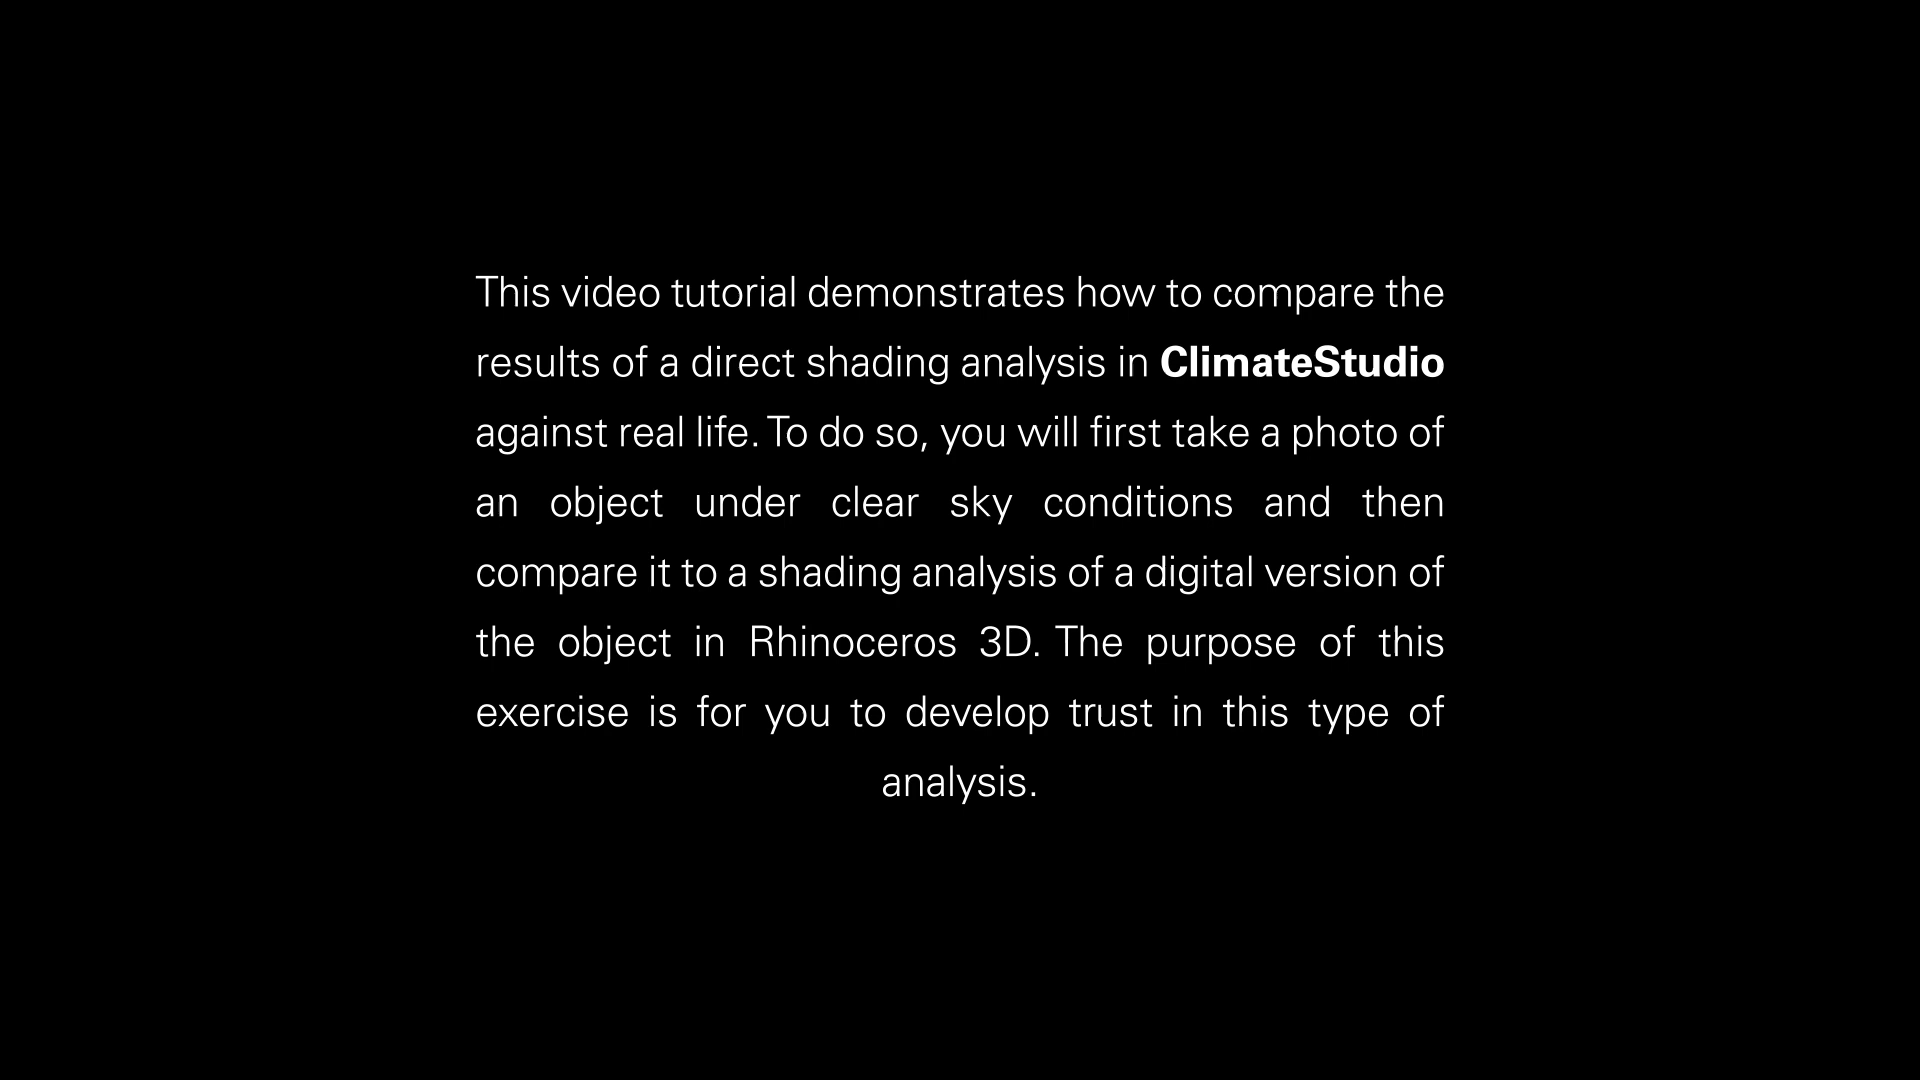 This video tutorial demonstrates how to compare the
results of a direct shading analysis in ClimateStudio
against real life. To do so, you will first take a photo of
an object under clear sky conditions and then
compare it to a shading analysis of a digital version of
the object in Rhinoceros 3D. The purpose of this
exercise is for you to develop trust in this type of
analysis.